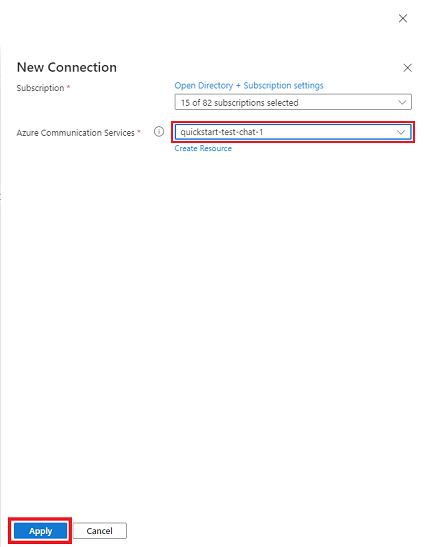 New Connection
Subscription *
Open Directory + Subscription settings
15 of 82 subscriptions selected
Azure Communication Services *
quickstart-test-chat-1
Create Resource
Apply
Cancel